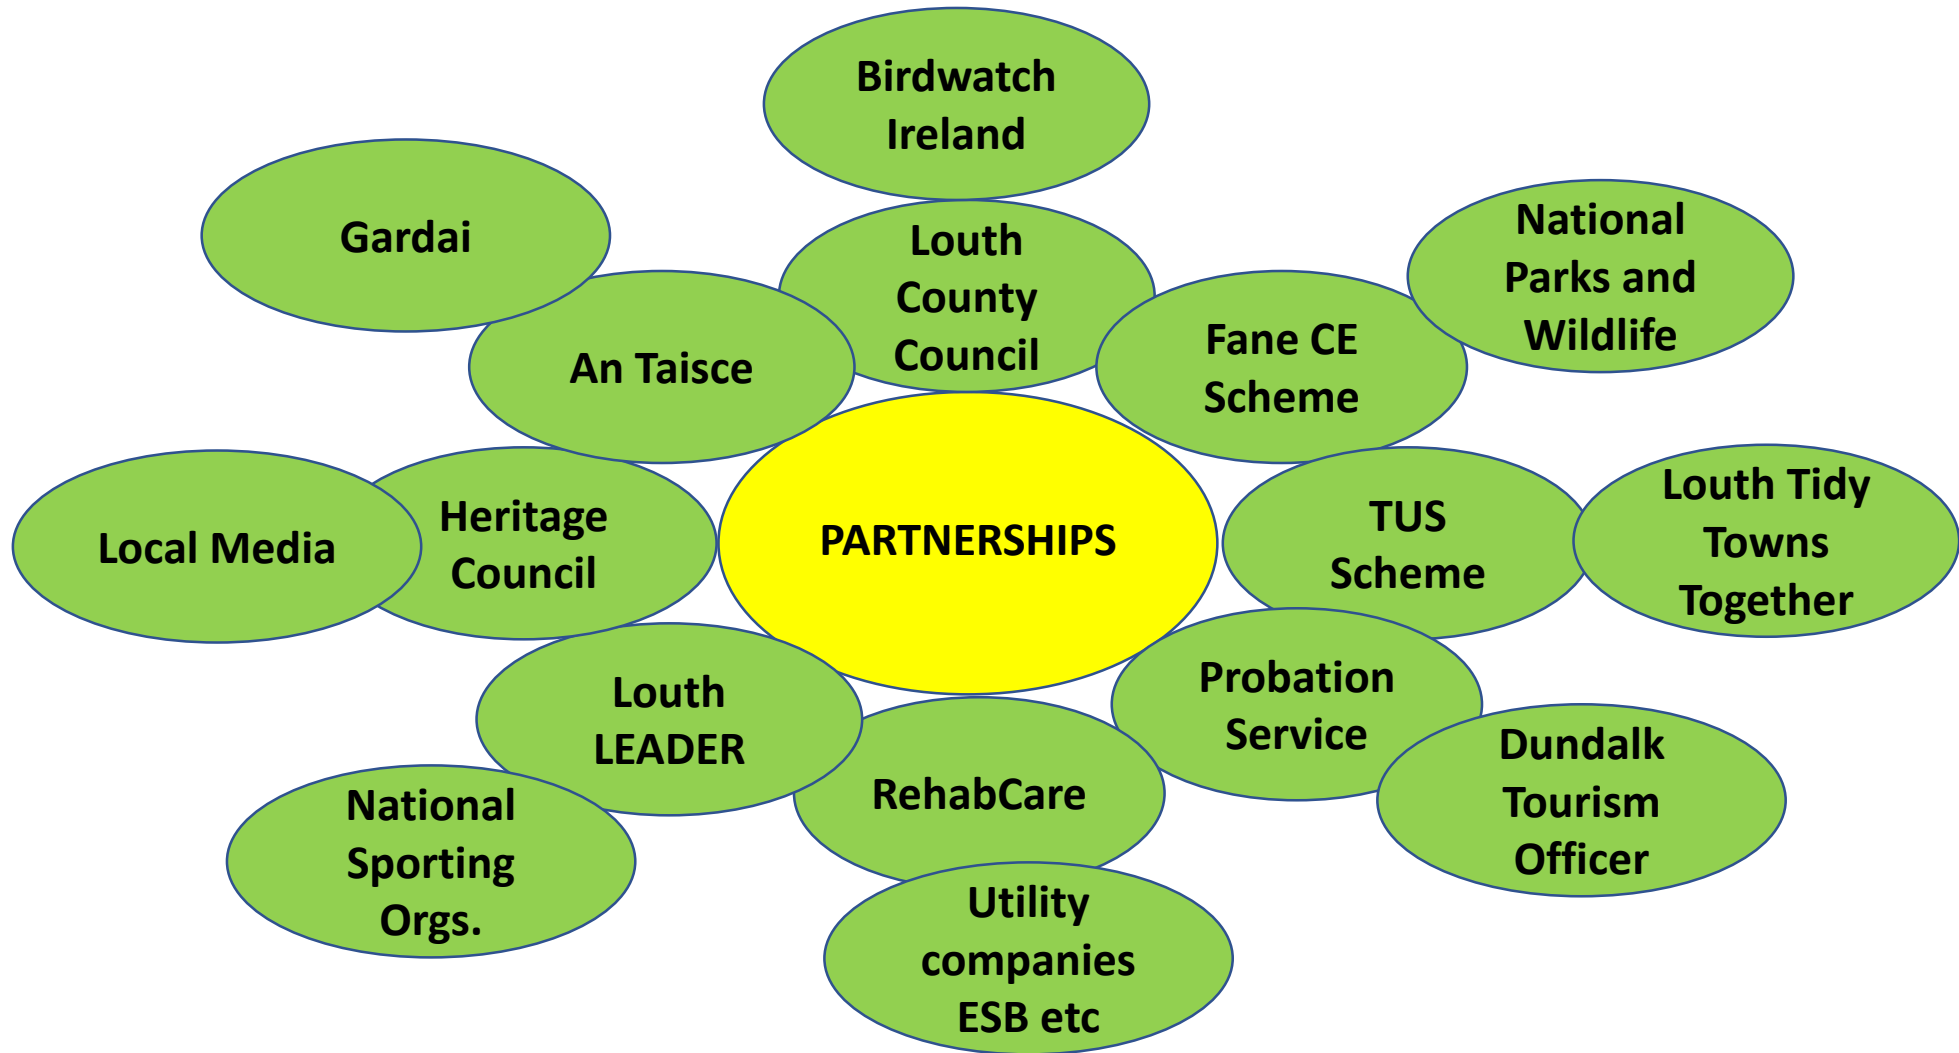 Birdwatch
Ireland
Gardai
National
Parks and
Wildlife
Louth
County
Council
An Taisce
Fane CE
Scheme
Local Media
Heritage
Council
PARTNERSHIPS
TUS
Scheme
Louth Tidy
Towns
Together
Louth
LEADER
Probation
Service
RehabCare
National
Sporting
Orgs.
Dundalk
Tourism
Officer
Utility
companies
ESB etc